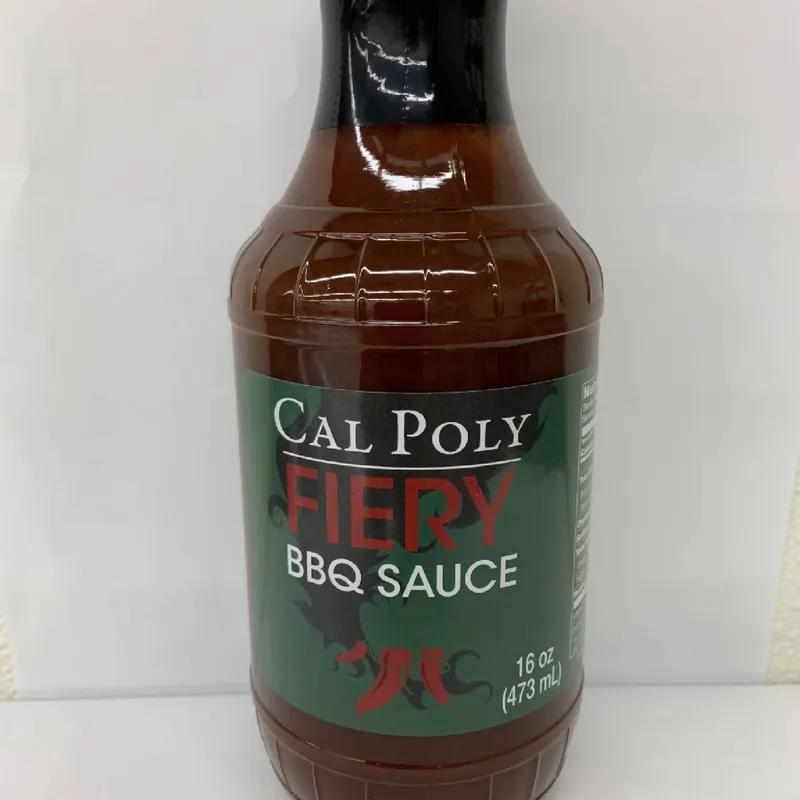 CAL POLY
FIERY
BBQ SAUCE
16 oz
(473 mL)